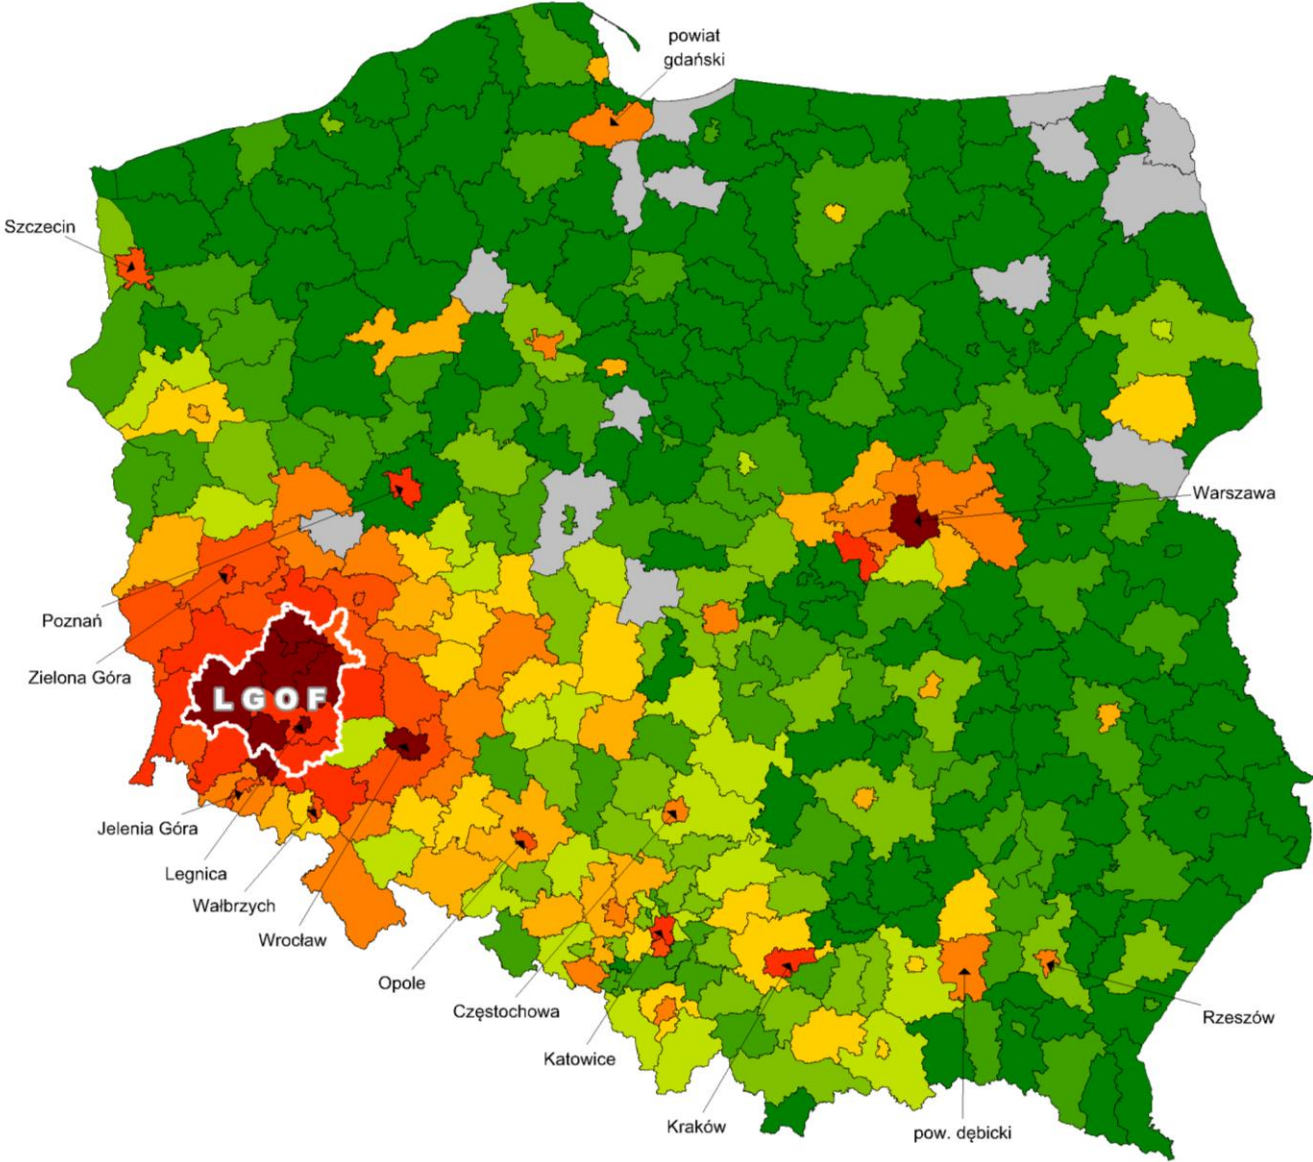 powiat
gdański
Szczecin
Warszawa
Poznań
Zielona Góra
LGOF
Jelenia Góra
Legnica
Wałbrzych
Wrocław
Opole
Częstochowa
Katowice
Kraków
pow. dębicki
Rzeszów